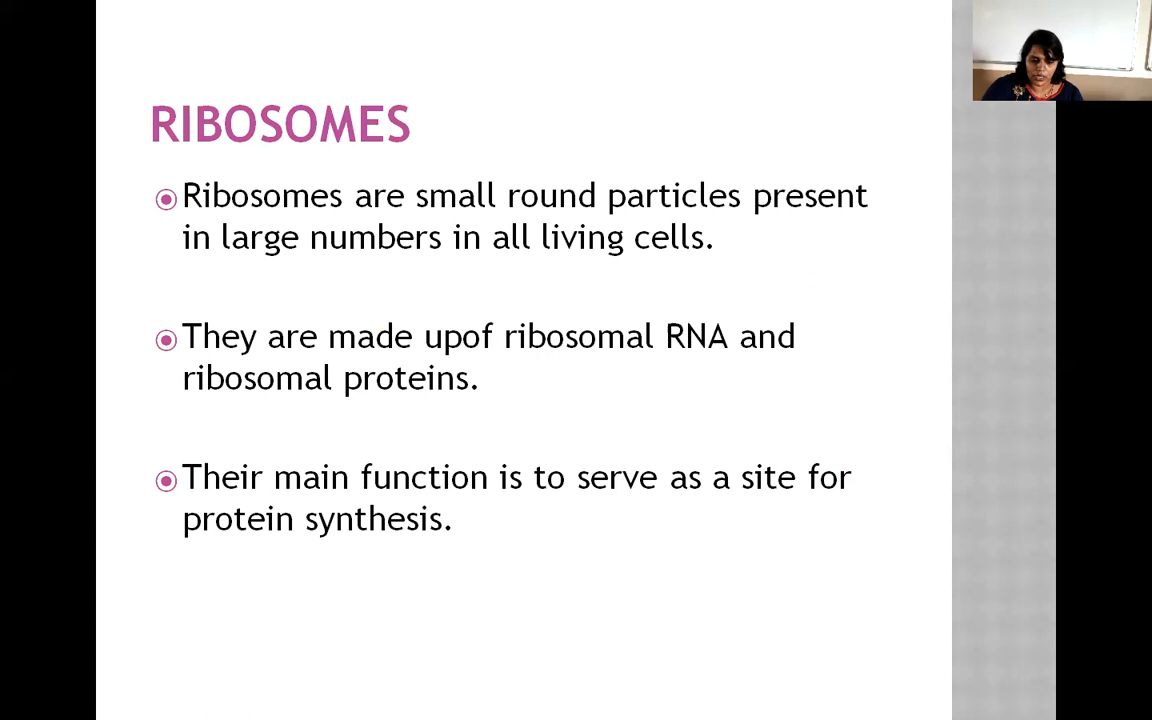 RIBOSOMES
Ribosomes are small round particles present
in large numbers in all living cells.
They are made upof ribosomal RNA and
ribosomal proteins.
Their main function is to serve as a site for
protein synthesis.